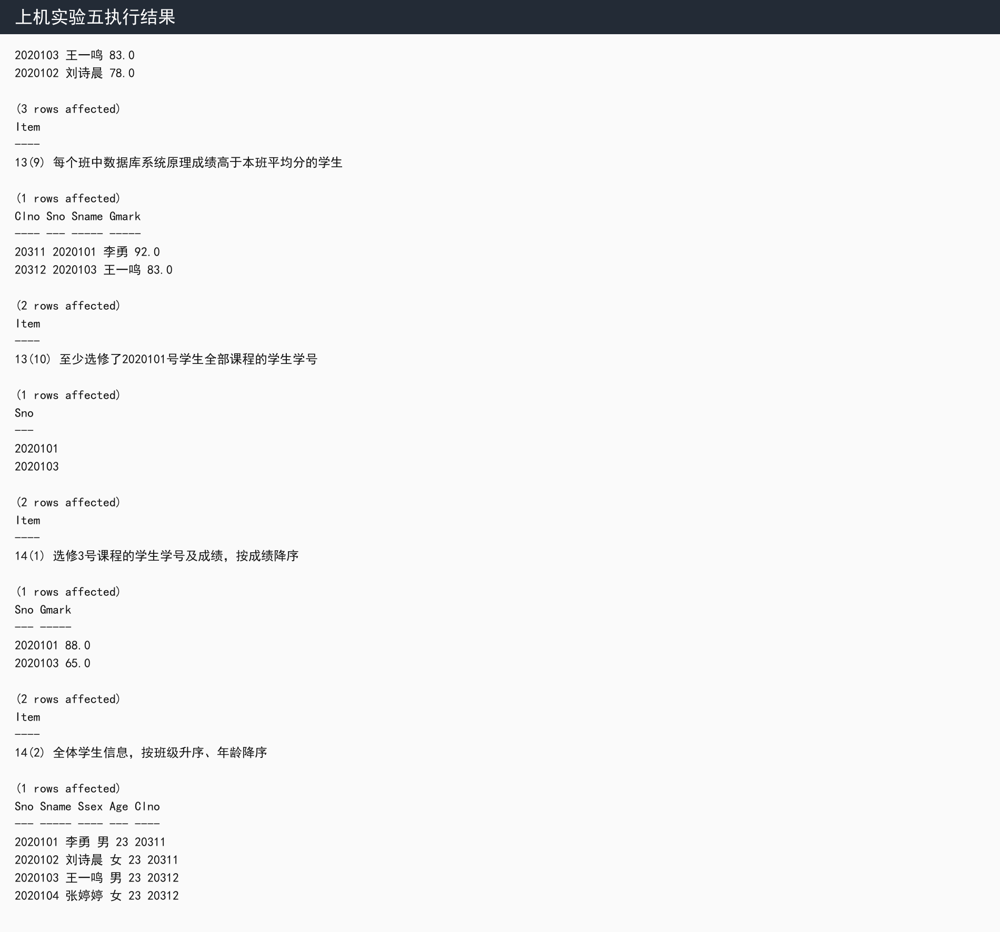 上机实验五执行结果
2020103 王一鸣 83.0
2020102 刘诗晨 78.0
(3 rows affected)
Item
----
13(9) 每个班中数据库系统原理成绩高于本班平均分的学生
(1 rows affected)
Clno Sno Sname Gmark
---- --- ----- -----
20311 2020101 李勇 92.0
20312 2020103 王一鸣 83.0
(2 rows affected)
Item
----
13(10) 至少选修了2020101号学生全部课程的学生学号
(1 rows affected)
Sno
---
2020101
2020103
(2 rows affected)
Item
----
14(1) 选修3号课程的学生学号及成绩，按成绩降序
(1 rows affected)
Sno Gmark
--- -----
2020101 88.0
2020103 65.0
(2 rows affected)
Item
----
14(2) 全体学生信息，按班级升序、年龄降序
(1 rows affected)
Sno Sname Ssex Age Clno
--- ----- ---- --- ----
2020101 李勇 男 23 20311
2020102 刘诗晨 女 23 20311
2020103 王一鸣 男 23 20312
2020104 张婷婷 女 23 20312